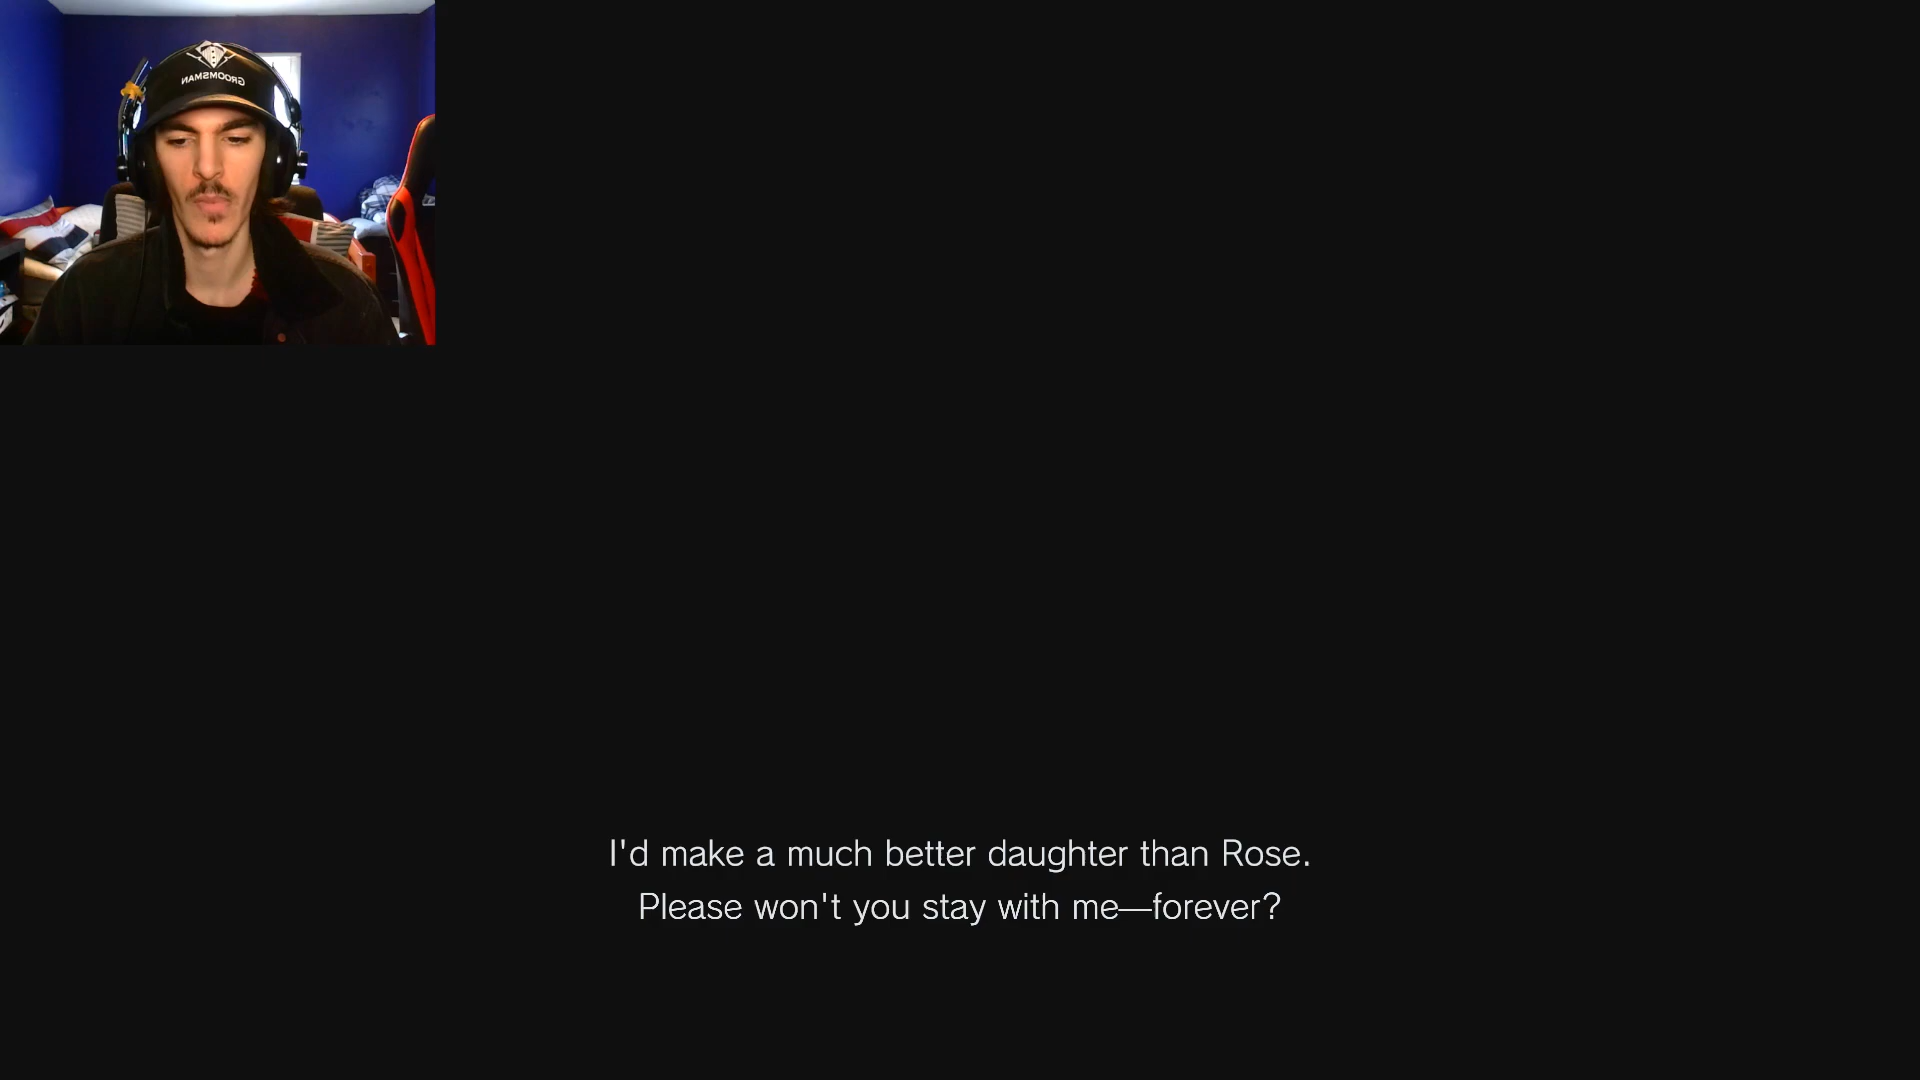 GROOMSMAN
I'd make a much better daughter than Rose.
Please won't you stay with me—forever?